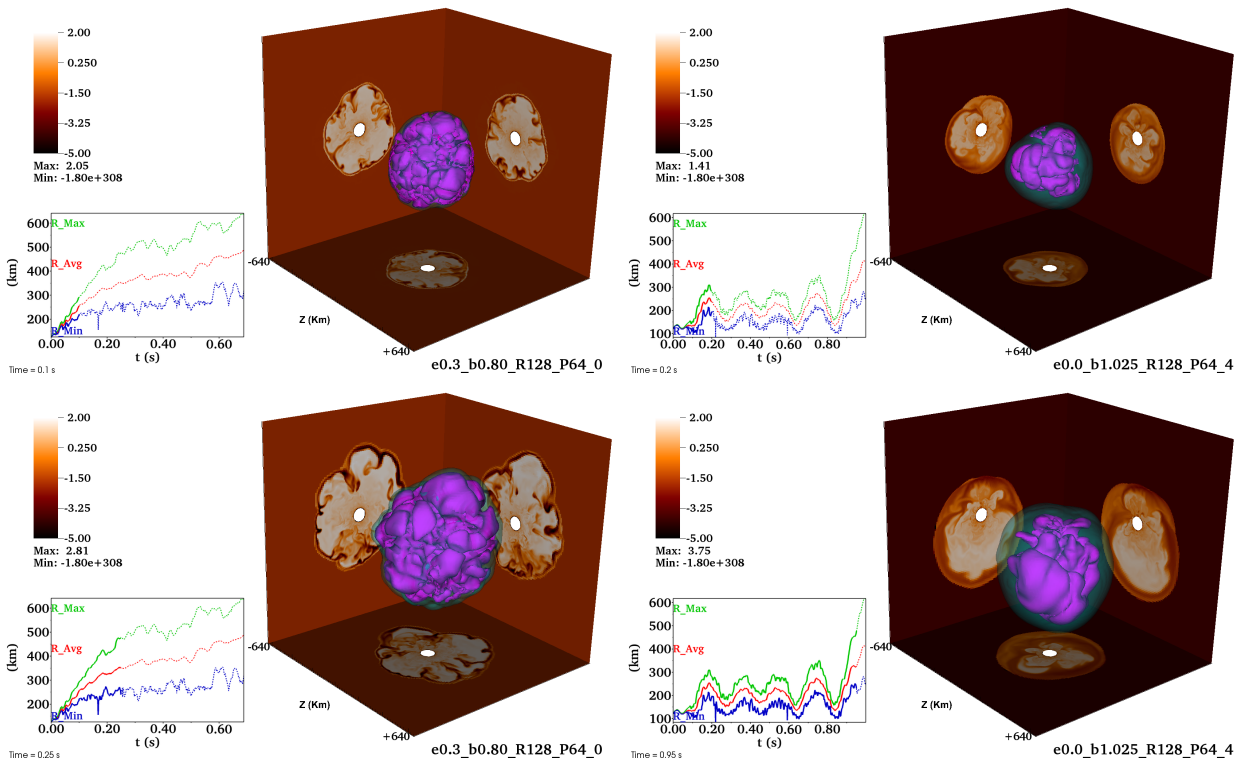 2.00
0.250
-1.50
-3.25
-5.00
Max: 2.05
Min: -1.80e+308
600
500
400
300
200
(km)
R_Max
R_Avg
R_Min
0.00 0.20 0.40 0.60
t (s)
Time = 0.1 s
-640
Z (Km)
+640
e0.3_b0.80_R128_P64_0
2.00
0.250
-1.50
-3.25
-5.00
Max: 1.41
Min: -1.80e+308
600
500
400
300
200
100
(km)
R_Max
R_Avg
R_Min
0.00 0.20 0.40 0.60 0.80
t (s)
Time = 0.2 s
-640
Z (Km)
+640
e0.0_b1.025_R128_P64_4
2.00
0.250
-1.50
-3.25
-5.00
Max: 2.81
Min: -1.80e+308
600
500
400
300
200
(km)
R_Max
R_Avg
R_Min
0.00 0.20 0.40 0.60
t (s)
Time = 0.25 s
-640
Z (Km)
+640
e0.3_b0.80_R128_P64_0
2.00
0.250
-1.50
-3.25
-5.00
Max: 3.75
Min: -1.80e+308
600
500
400
300
200
100
(km)
R_Max
R_Avg
R_Min
0.00 0.20 0.40 0.60 0.80
t (s)
Time = 0.95 s
-640
Z (Km)
+640
e0.0_b1.025_R128_P64_4